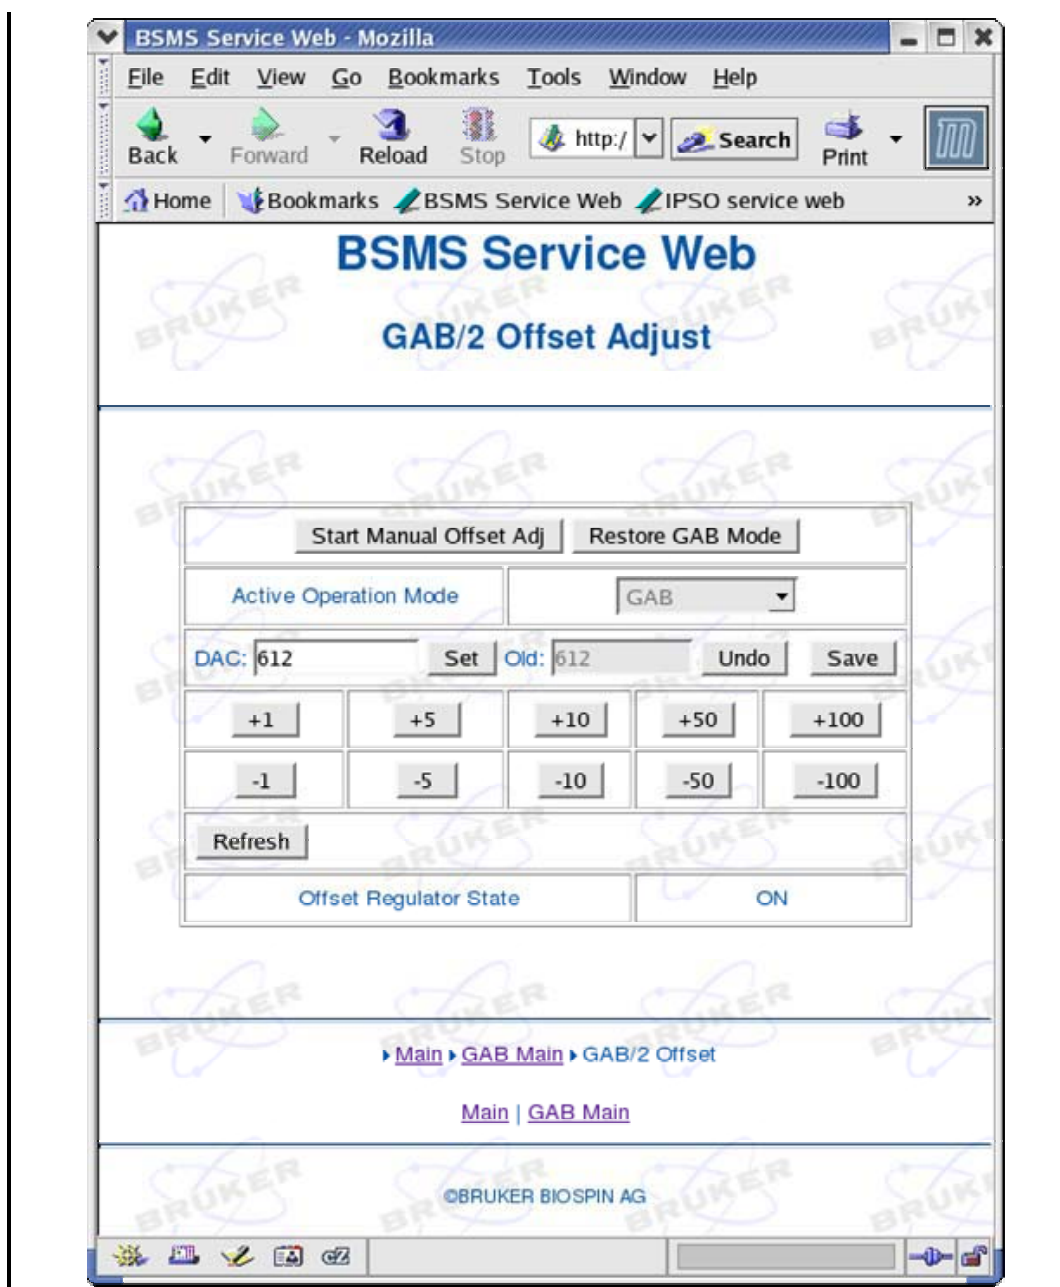 BSMS Service Web - Mozilla
File Edit View Go Bookmarks Tools Window Help
Back Forward Reload Stop http:/ Search Print
Home Bookmarks BSMS Service Web IPSO service web »
BSMS Service Web
GAB/2 Offset Adjust
Start Manual Offset Adj Restore GAB Mode
Active Operation Mode GAB
DAC: 612 Set Old: 612 Undo Save
+1 +5 +10 +50 +100
-1 -5 -10 -50 -100
Refresh
Offset Regulator State ON
Main GAB Main GAB/2 Offset
Main | GAB Main
©BRUKER BIOSPIN AG